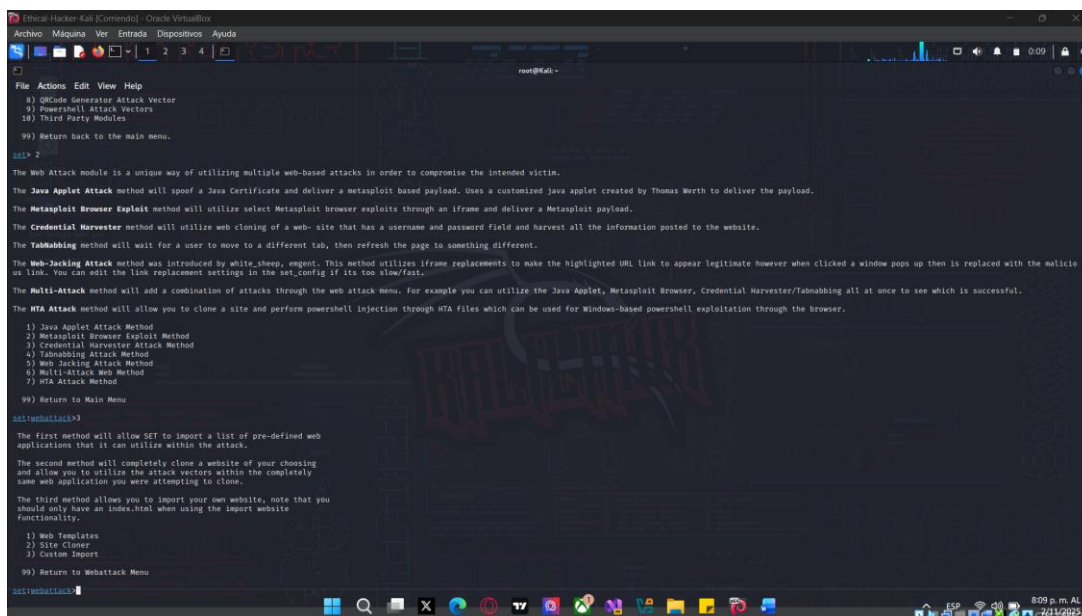 Ethical-Hacker-Kali [Corriendo] - Oracle VirtualBox
Archivo Máquina Ver Entrada Dispositivos Ayuda
1 2 3 4
0:09
root@Kali: ~
File Actions Edit View Help
8) QRCode Generator Attack Vector
9) Powershell Attack Vectors
10) Third Party Modules
99) Return back to the main menu.
set> 2
The Web Attack module is a unique way of utilizing multiple web-based attacks in order to compromise the intended victim.
The Java Applet Attack method will spoof a Java Certificate and deliver a metasploit based payload. Uses a customized java applet created by Thomas Werth to deliver the payload.
The Metasploit Browser Exploit method will utilize select Metasploit browser exploits through an iframe and deliver a Metasploit payload.
The Credential Harvester method will utilize web cloning of a web- site that has a username and password field and harvest all the information posted to the website.
The TabNabbing method will wait for a user to move to a different tab, then refresh the page to something different.
The Web-Jacking Attack method was introduced by white_sheep, emgent. This method utilizes iframe replacements to make the highlighted URL link to appear legitimate however when clicked a window pops up then is replaced with the malicio
us link. You can edit the link replacement settings in the set_config if its too slow/fast.
The Multi-Attack method will add a combination of attacks through the web attack menu. For example you can utilize the Java Applet, Metasploit Browser, Credential Harvester/Tabnabbing all at once to see which is successful.
The HTA Attack method will allow you to clone a site and perform powershell injection through HTA files which can be used for Windows-based powershell exploitation through the browser.
1) Java Applet Attack Method
2) Metasploit Browser Exploit Method
3) Credential Harvester Attack Method
4) Tabnabbing Attack Method
5) Web Jacking Attack Method
6) Multi-Attack Web Method
7) HTA Attack Method
99) Return to Main Menu
set:webattack>3
The first method will allow SET to import a list of pre-defined web
applications that it can utilize within the attack.
The second method will completely clone a website of your choosing
and allow you to utilize the attack vectors within the completely
same web application you were attempting to clone.
The third method allows you to import your own website, note that you
should only have an index.html when using the import website
functionality.
1) Web Templates
2) Site Cloner
3) Custom Import
99) Return to Webattack Menu
set:webattack>
ESP
8:09 p. m. AL
2/11/2025